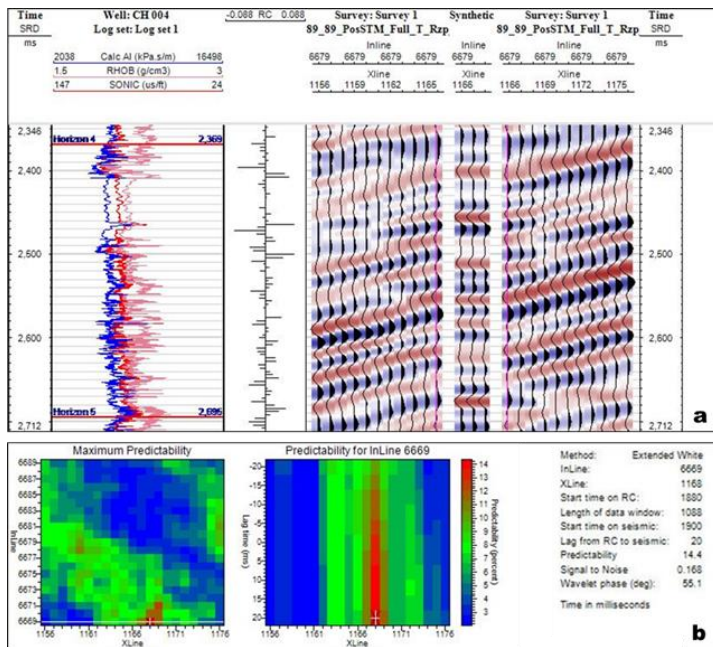 Time
SRD
ms
Well: CH 004
Log set: Log set 1
2038 Calc AI (kPa.s/m) 16498
1.5 RHOB (g/cm3) 3
147 SONIC (us/ft) 24
-0.088 RC 0.088
Survey: Survey 1
89_89_PosSTM_Full_T_Rzp
Inline
6679 6679 6679 6679
Xline
1156 1159 1162 1165
Synthetic
Inline
6679
Xline
1166
Survey: Survey 1
89_89_PosSTM_Full_T_Rzp
Inline
6679 6679 6679 6679
Xline
1166 1169 1172 1175
Time
SRD
ms
2,346
2,400
2,500
2,600
2,712
Horizon 4 2,369
Horizon 5 2,695
2,346
2,400
2,500
2,600
2,712
a
Maximum Predictability
InLine
6689
6687
6685
6683
6681
6679
6677
6675
6673
6671
6669
1156 1161 1166 1171 1176
XLine
Predictability for InLine 6669
Lag time (ms)
-20
-15
-10
-5
0
5
10
15
20
1156 1161 1166 1171 1176
XLine
14
13
12
11
10
9
8
7
6
5
4
3
Predictability (percent)
Method: Extended White
InLine: 6669
XLine: 1168
Start time on RC: 1880
Length of data window: 1088
Start time on seismic: 1900
Lag from RC to seismic: 20
Predictability 14.4
Signal to Noise 0.168
Wavelet phase (deg): 55.1
Time in milliseconds
b